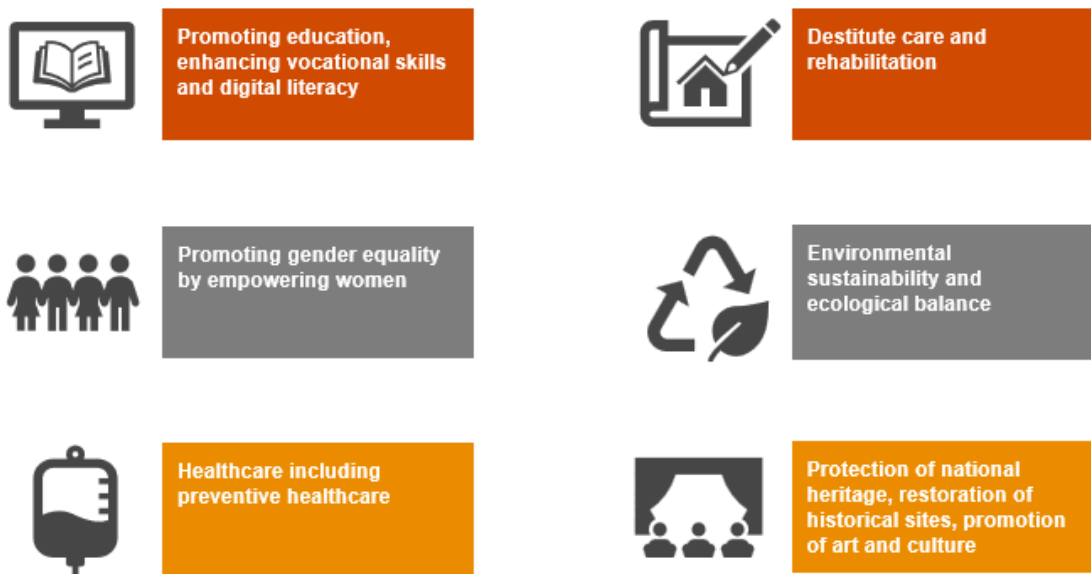 Promoting education,
enhancing vocational skills
and digital literacy
Destitute care and
rehabilitation
Promoting gender equality
by empowering women
Environmental
sustainability and
ecological balance
Healthcare including
preventive healthcare
Protection of national
heritage, restoration of
historical sites, promotion
of art and culture